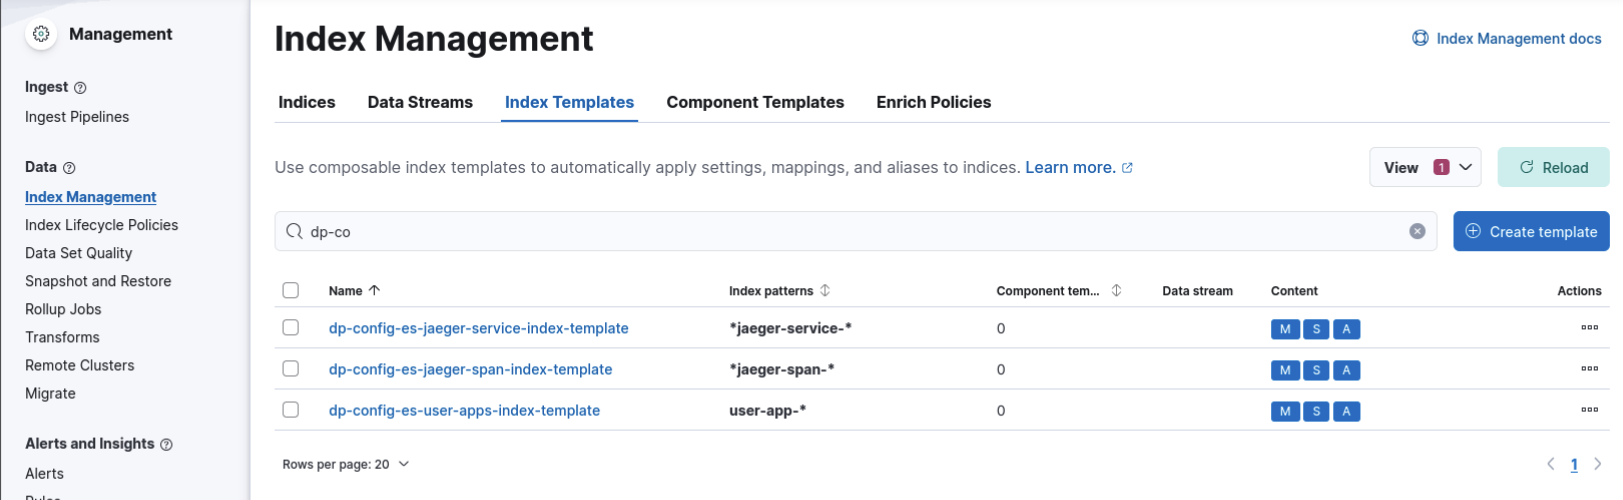 Management
Ingest
Ingest Pipelines
Data
Index Management
Index Lifecycle Policies
Data Set Quality
Snapshot and Restore
Rollup Jobs
Transforms
Remote Clusters
Migrate
Alerts and Insights
Alerts
Rules
Index Management
Index Management docs
Indices Data Streams Index Templates Component Templates Enrich Policies
Use composable index templates to automatically apply settings, mappings, and aliases to indices. Learn more.
View 1 Reload
dp-co
Create template
Name Index patterns Component tem... Data stream Content Actions
dp-config-es-jaeger-service-index-template *jaeger-service-* 0 M S A
dp-config-es-jaeger-span-index-template *jaeger-span-* 0 M S A
dp-config-es-user-apps-index-template user-app-* 0 M S A
Rows per page: 20
1